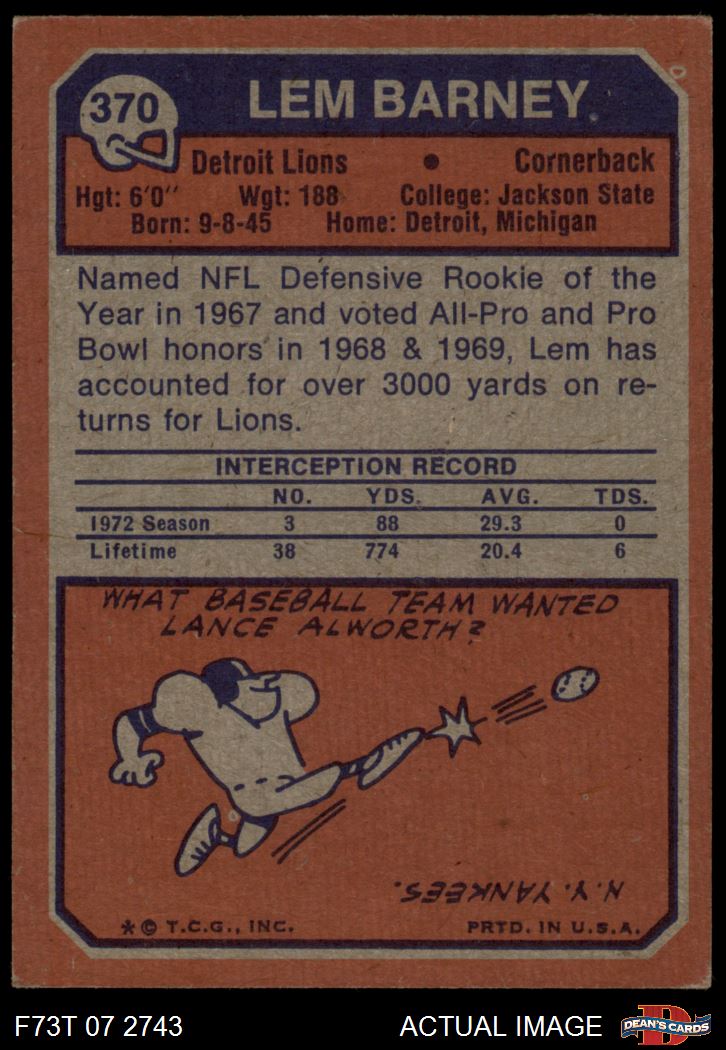 370
LEM BARNEY
Detroit Lions • Cornerback
Hgt: 6'0'' Wgt: 188 College: Jackson State
Born: 9-8-45 Home: Detroit, Michigan
Named NFL Defensive Rookie of the
Year in 1967 and voted All-Pro and Pro
Bowl honors in 1968 & 1969, Lem has
accounted for over 3000 yards on re-
turns for Lions.
INTERCEPTION RECORD
NO. YDS. AVG. TDS.
1972 Season 3 88 29.3 0
Lifetime 38 774 20.4 6
WHAT BASEBALL TEAM WANTED
LANCE ALWORTH?
N.Y. YANKEES.
* © T.C.G., INC. PRTD. IN U.S.A.
F73T 07 2743 ACTUAL IMAGE
D
DEAN'S CARDS